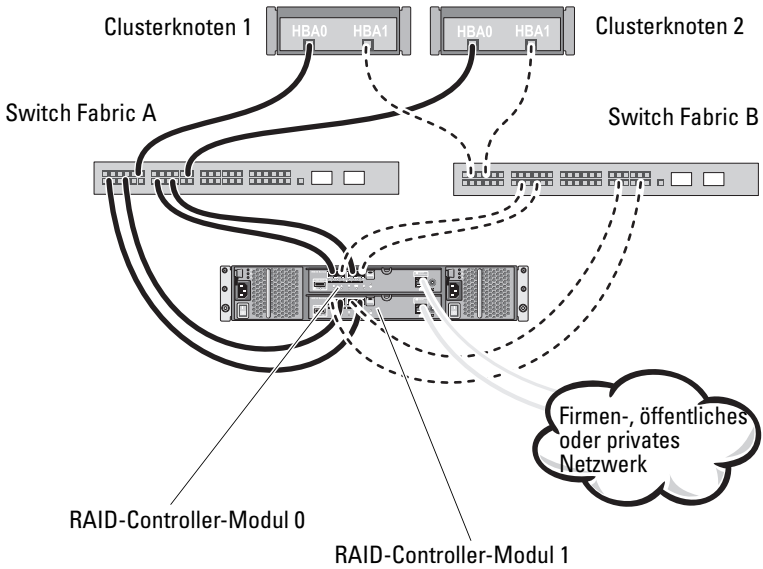 Clusterknoten 1
HBA0 HBA1
HBA0 HBA1
Clusterknoten 2
Switch Fabric A
Switch Fabric B
Firmen-, öffentliches
oder privates
Netzwerk
RAID-Controller-Modul 0
RAID-Controller-Modul 1